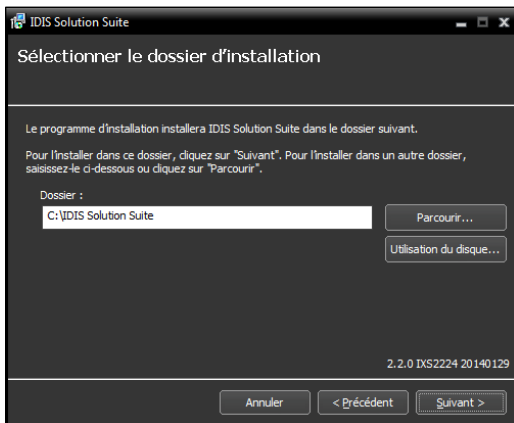 IDIS Solution Suite
Sélectionner le dossier d'installation
Le programme d'installation installera IDIS Solution Suite dans le dossier suivant.
Pour l'installer dans ce dossier, cliquez sur "Suivant". Pour l'installer dans un autre dossier,
saisissez-le ci-dessous ou cliquez sur "Parcourir".
Dossier :
C:\IDIS Solution Suite
Parcourir...
Utilisation du disque...
2.2.0 IXS2224 20140129
Annuler
< Précédent
Suivant >